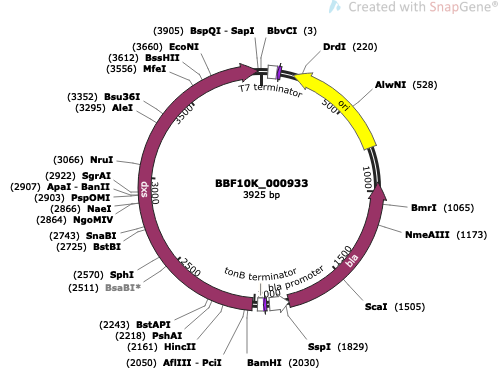 Created with SnapGene®
(3905) BspQI - SapI
BbvCI (3)
(3660) EcoNI
(3612) BssHII
(3556) MfeI
DrdI (220)
T7 terminator
AlwNI (528)
ori
500
(3352) Bsu36I
(3295) AleI
3500
(3066) NruI
(2922) SgrAI
(2907) ApaI - BanII
(2903) PspOMI
(2866) NaeI
(2864) NgoMIV
(2743) SnaBI
(2725) BstBI
dxs
3000
BBF10K_000933
3925 bp
1000
BmrI (1065)
NmeAIII (1173)
(2570) SphI
(2511) BsaBI*
2500
1500
bla
tonB terminator
bla promoter
ScaI (1505)
(2243) BstAPI
(2218) PshAI
(2161) HincII
(2050) AflIII - PciI
BamHI (2030)
SspI (1829)